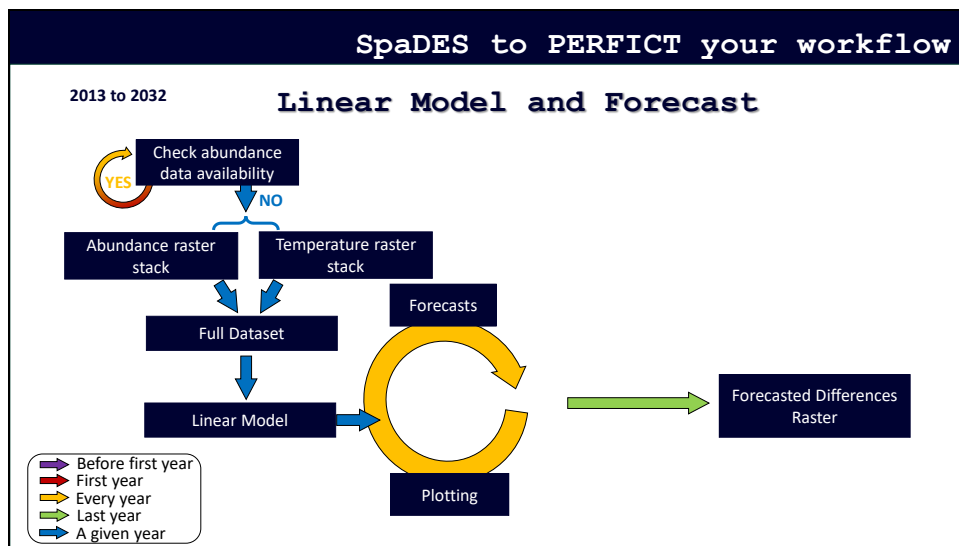 SpaDES to PERFICT your workflow
2013 to 2032
Linear Model and Forecast
Check abundance
data availability
YES
NO
Abundance raster
stack
Temperature raster
stack
Forecasts
Full Dataset
Forecasted Differences
Raster
Linear Model
Plotting
Before first year
First year
Every year
Last year
A given year